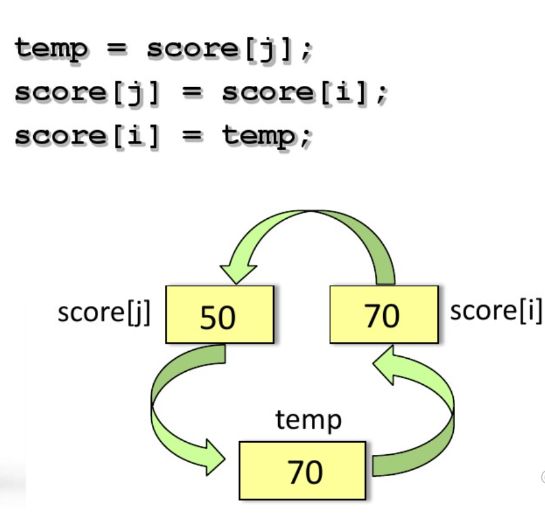 temp = score[j];
score[j] = score[i];
score[i] = temp;
score[j] 50 70 score[i]
temp
70